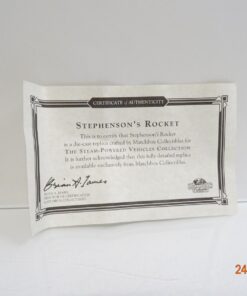 CERTIFICATE of AUTHENTICITY
STEPHENSON'S ROCKET
This is to certify that Stephenson's Rocket
is a die-cast replica crafted by Matchbox Collectibles for
THE STEAM-POWERED VEHICLES COLLECTION
It is further acknowledged that this fully detailed replica
is available exclusively from Matchbox Collectibles.
Brian H. James
24